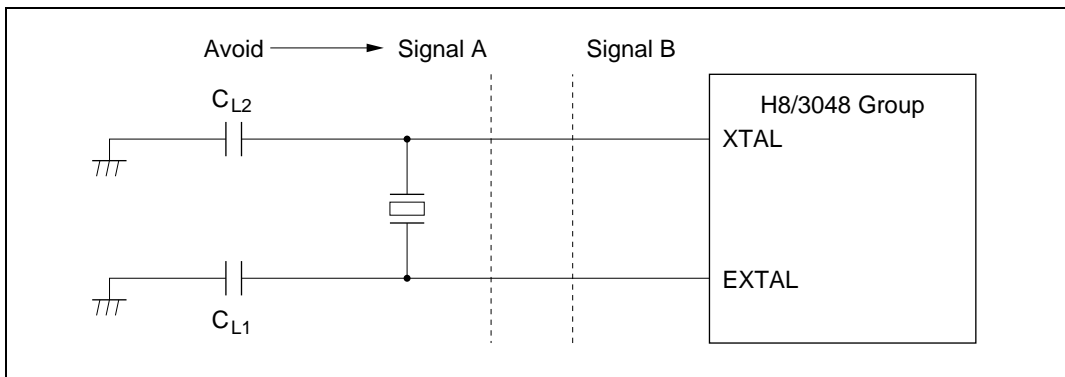 Avoid Signal A Signal B
C_L2
H8/3048 Group
XTAL
EXTAL
C_L1